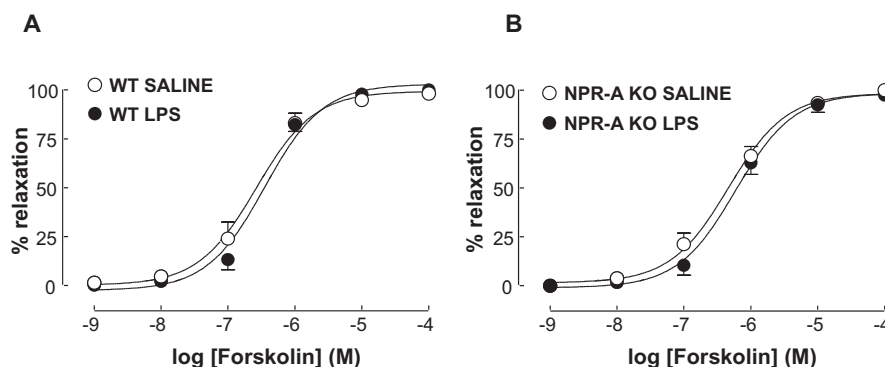 A
B
WT SALINE
WT LPS
NPR-A KO SALINE
NPR-A KO LPS
% relaxation
100
75
50
25
0
-9 -8 -7 -6 -5 -4
log [Forskolin] (M)
% relaxation
100
75
50
25
0
-9 -8 -7 -6 -5 -4
log [Forskolin] (M)